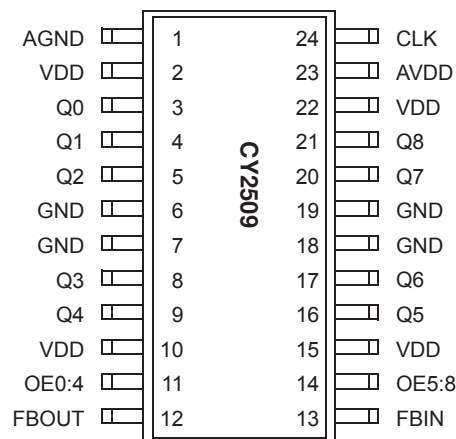 AGND 1 24 CLK
VDD 2 23 AVDD
Q0 3 22 VDD
Q1 4 21 Q8
Q2 5 20 Q7
GND 6 19 GND
GND 7 18 GND
Q3 8 17 Q6
Q4 9 16 Q5
VDD 10 15 VDD
OE0:4 11 14 OE5:8
FBOUT 12 13 FBIN
CY2509